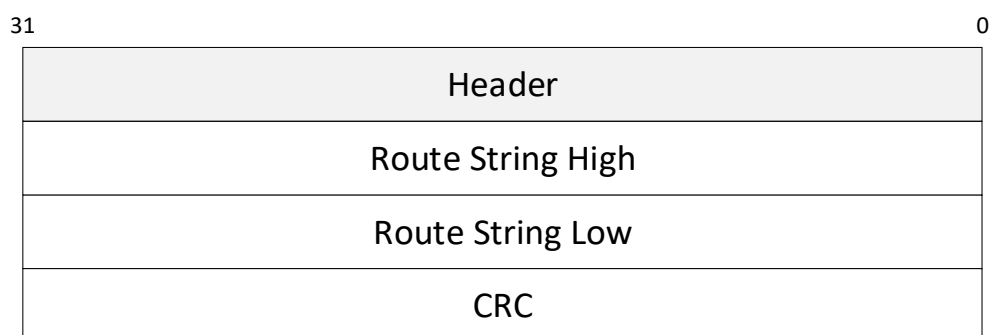 31 0
Header
Route String High
Route String Low
CRC